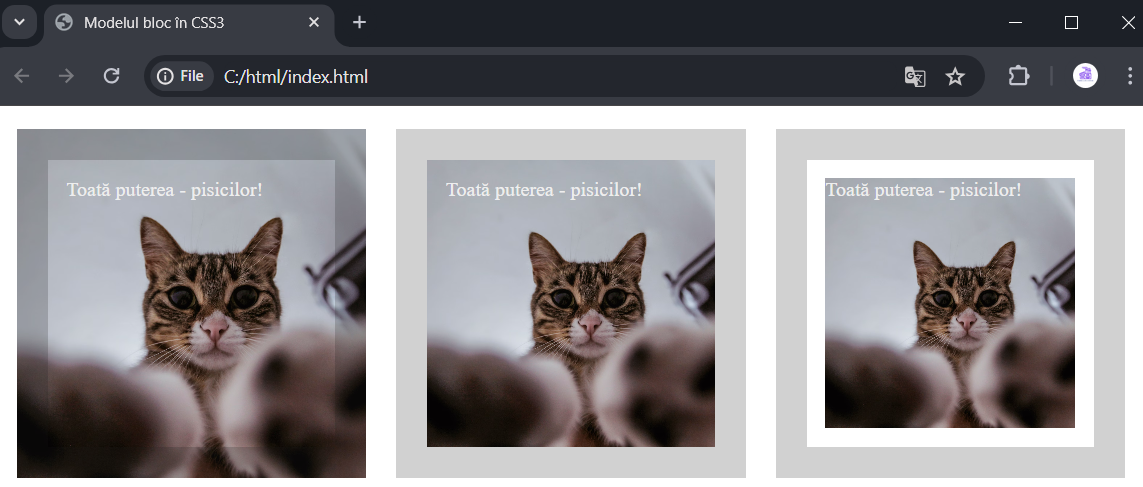 Modelul bloc în CSS3
File
C:/html/index.html
Toată puterea - pisicilor!
Toată puterea - pisicilor!
Toată puterea - pisicilor!